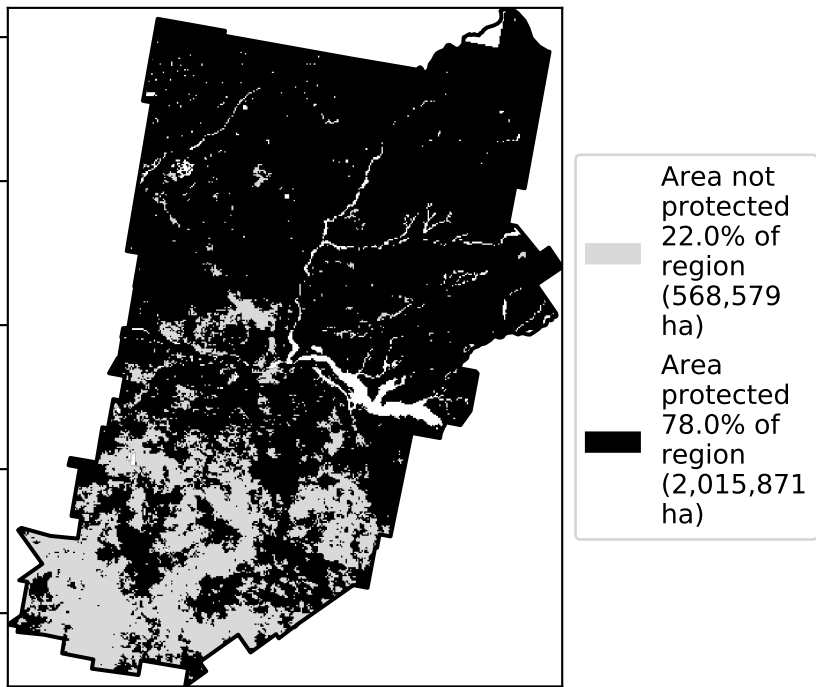 Area not
protected
22.0% of
region
(568,579
ha)
Area
protected
78.0% of
region
(2,015,871
ha)